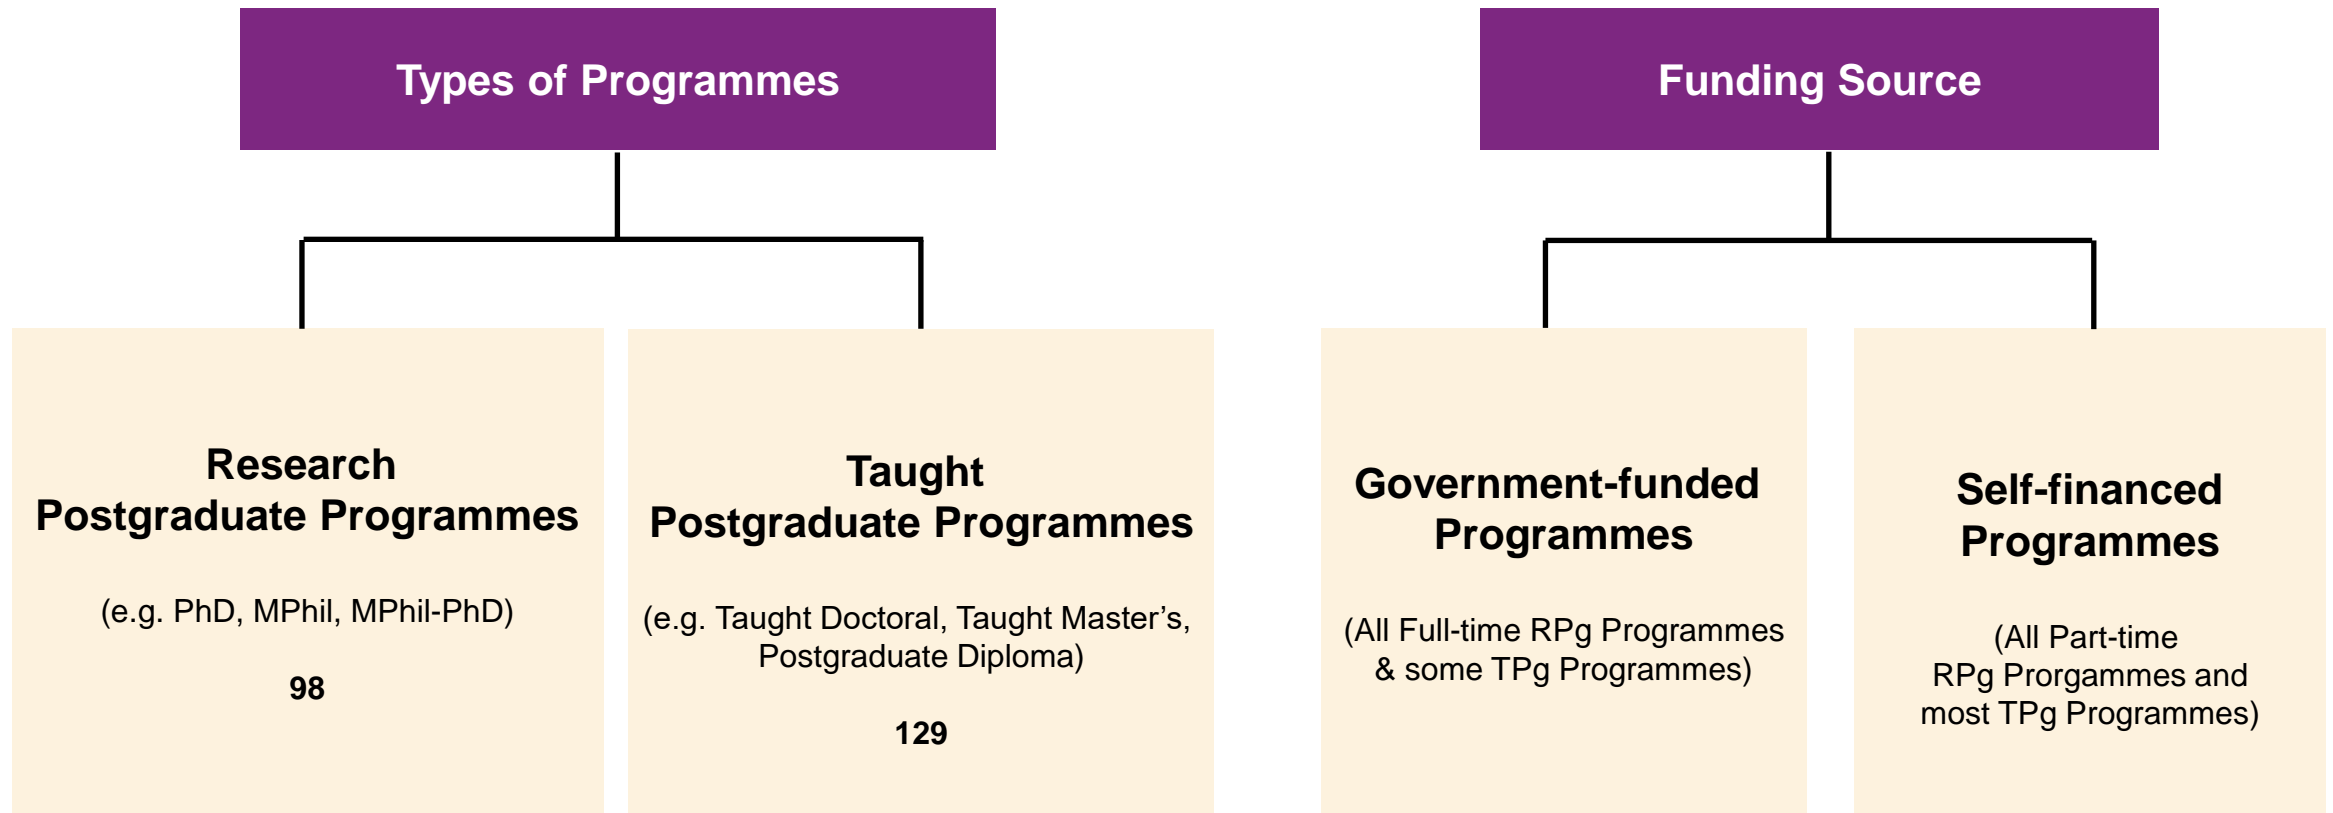 Types of Programmes
Research
Postgraduate Programmes
(e.g. PhD, MPhil, MPhil-PhD)
98
Taught
Postgraduate Programmes
(e.g. Taught Doctoral, Taught Master’s,
Postgraduate Diploma)
129
Funding Source
Government-funded
Programmes
(All Full-time RPg Programmes
& some TPg Programmes)
Self-financed
Programmes
(All Part-time
RPg Prorgammes and
most TPg Programmes)